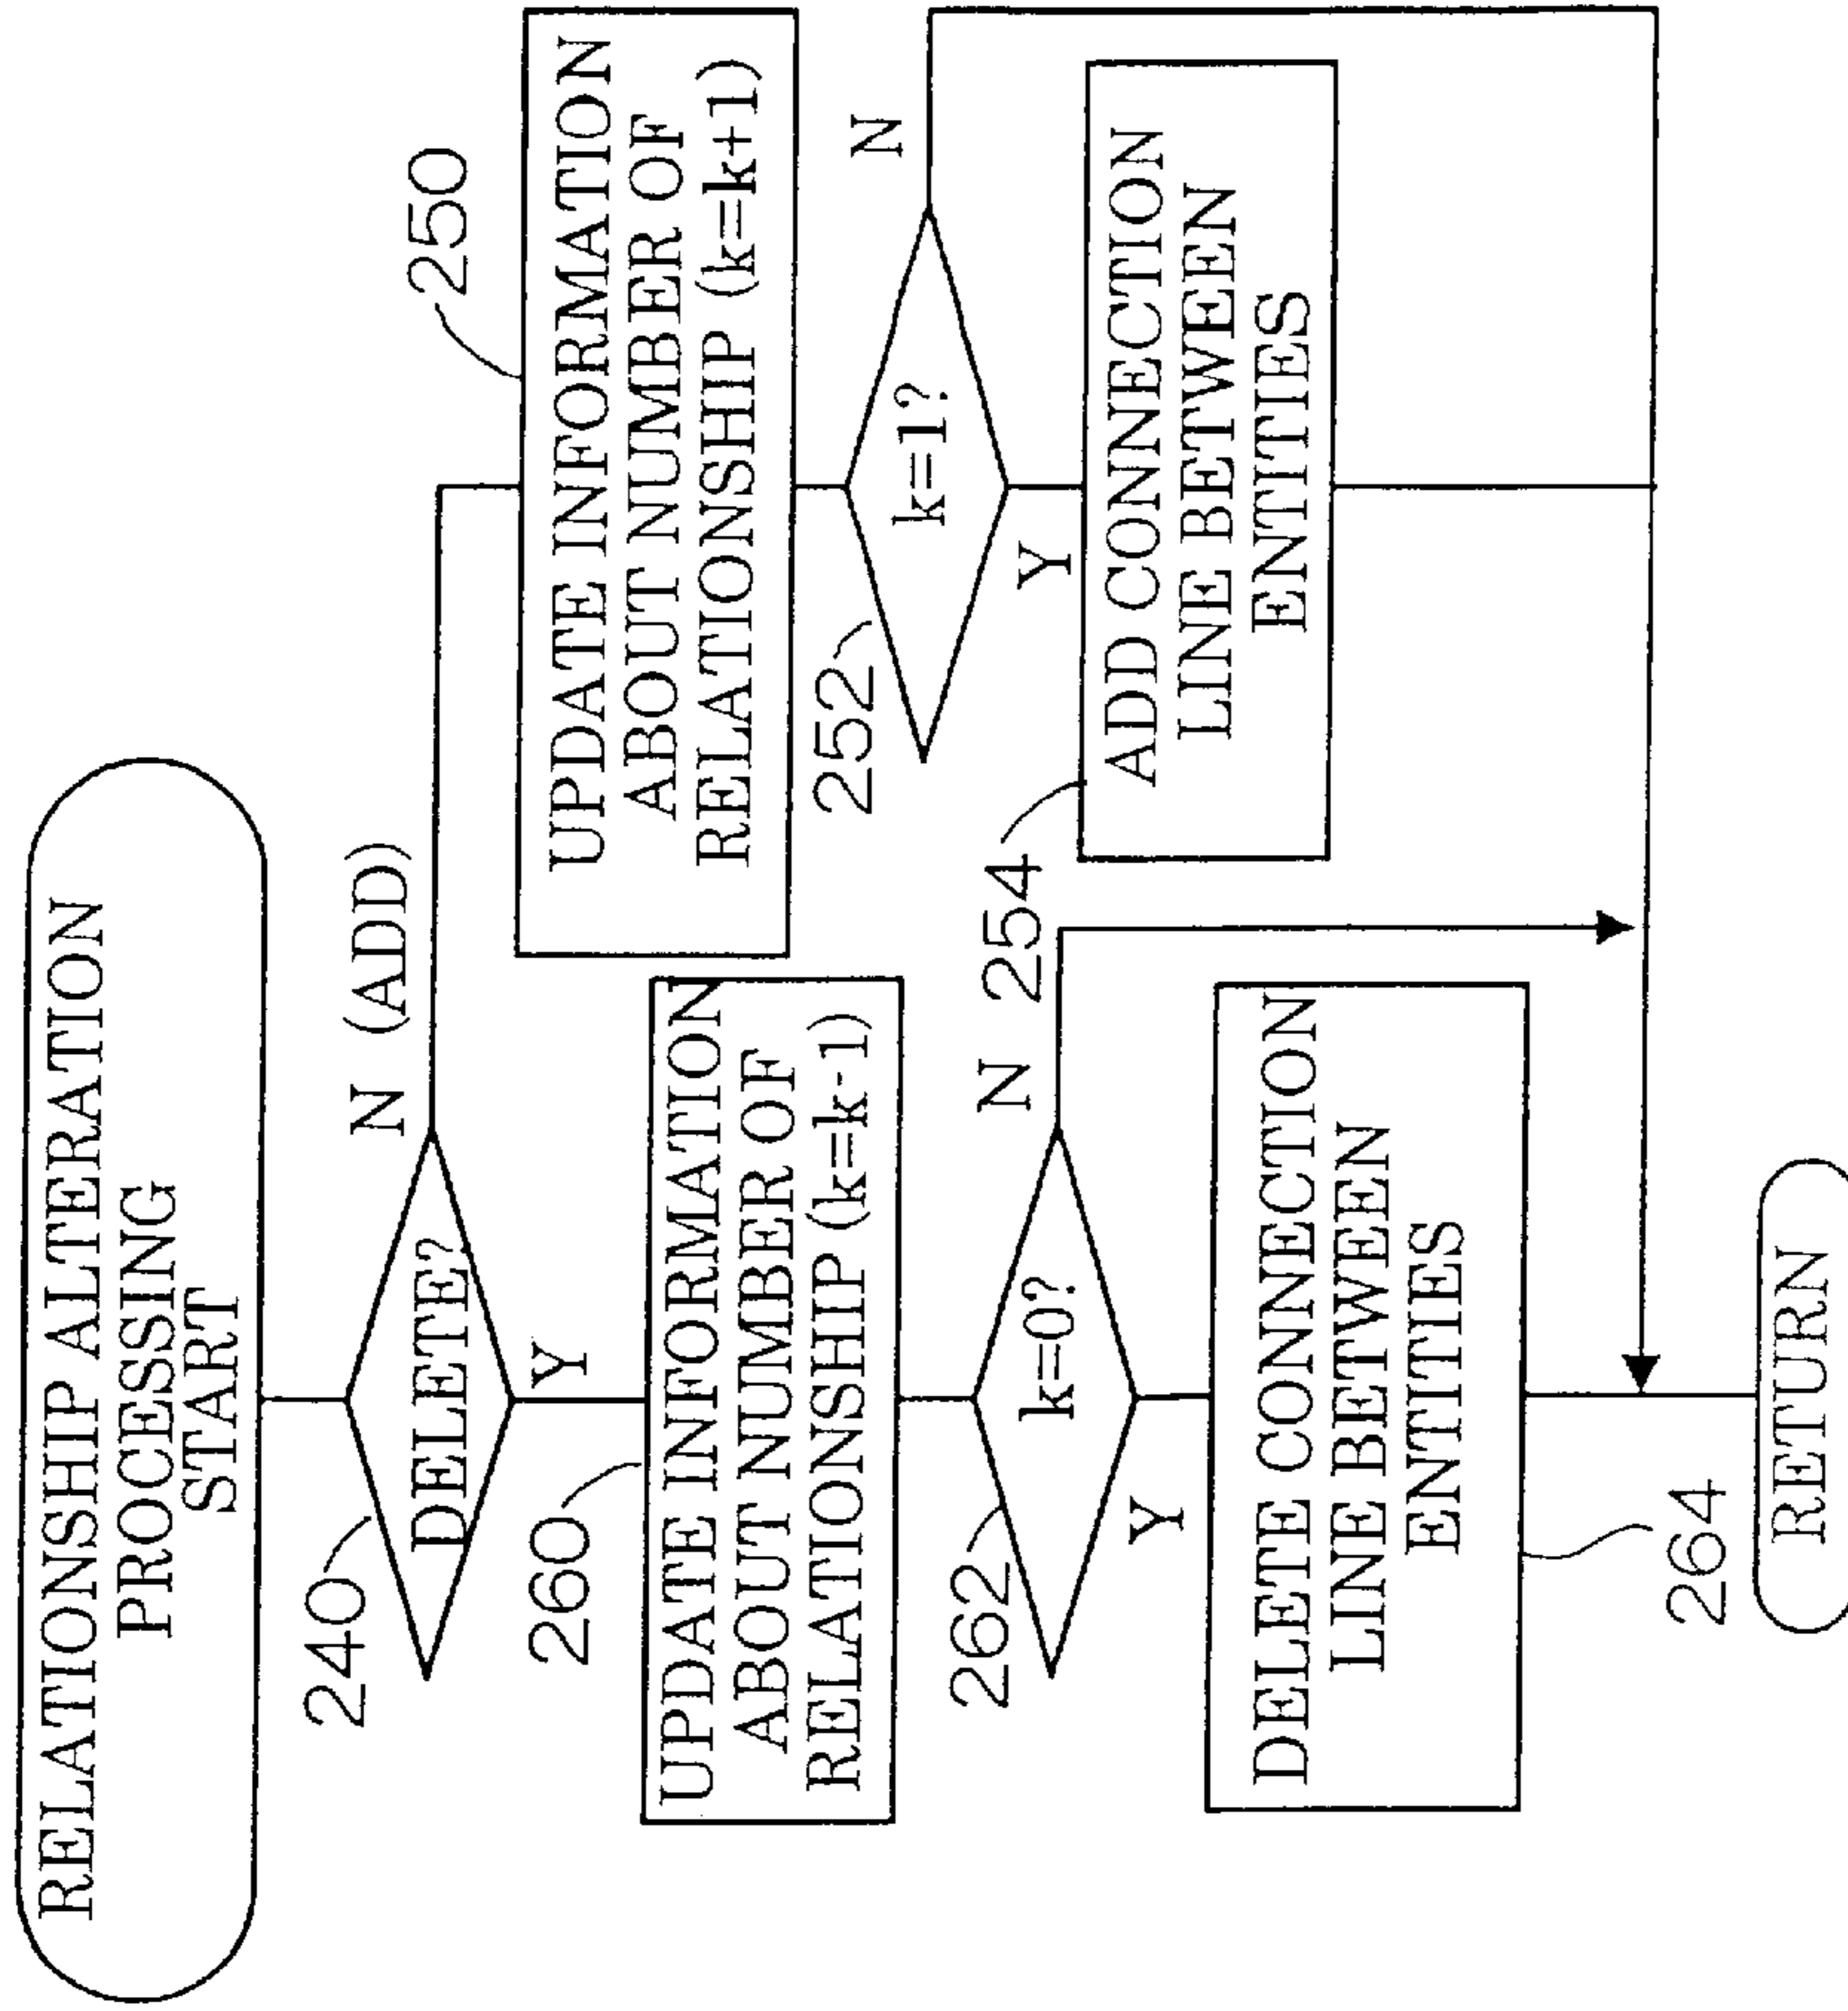 RELATIONSHIP ALTERATION
PROCESSING
START
240
DELETE?
N (ADD)
Y
250
UPDATE INFORMATION
ABOUT NUMBER OF
RELATIONSHIP (k=k+1)
260
UPDATE INFORMATION
ABOUT NUMBER OF
RELATIONSHIP (k=k-1)
252
k=1?
N
Y
262
k=0?
N
Y
254
ADD CONNECTION
LINE BETWEEN
ENTITIES
DELETE CONNECTION
LINE BETWEEN
ENTITIES
264
RETURN